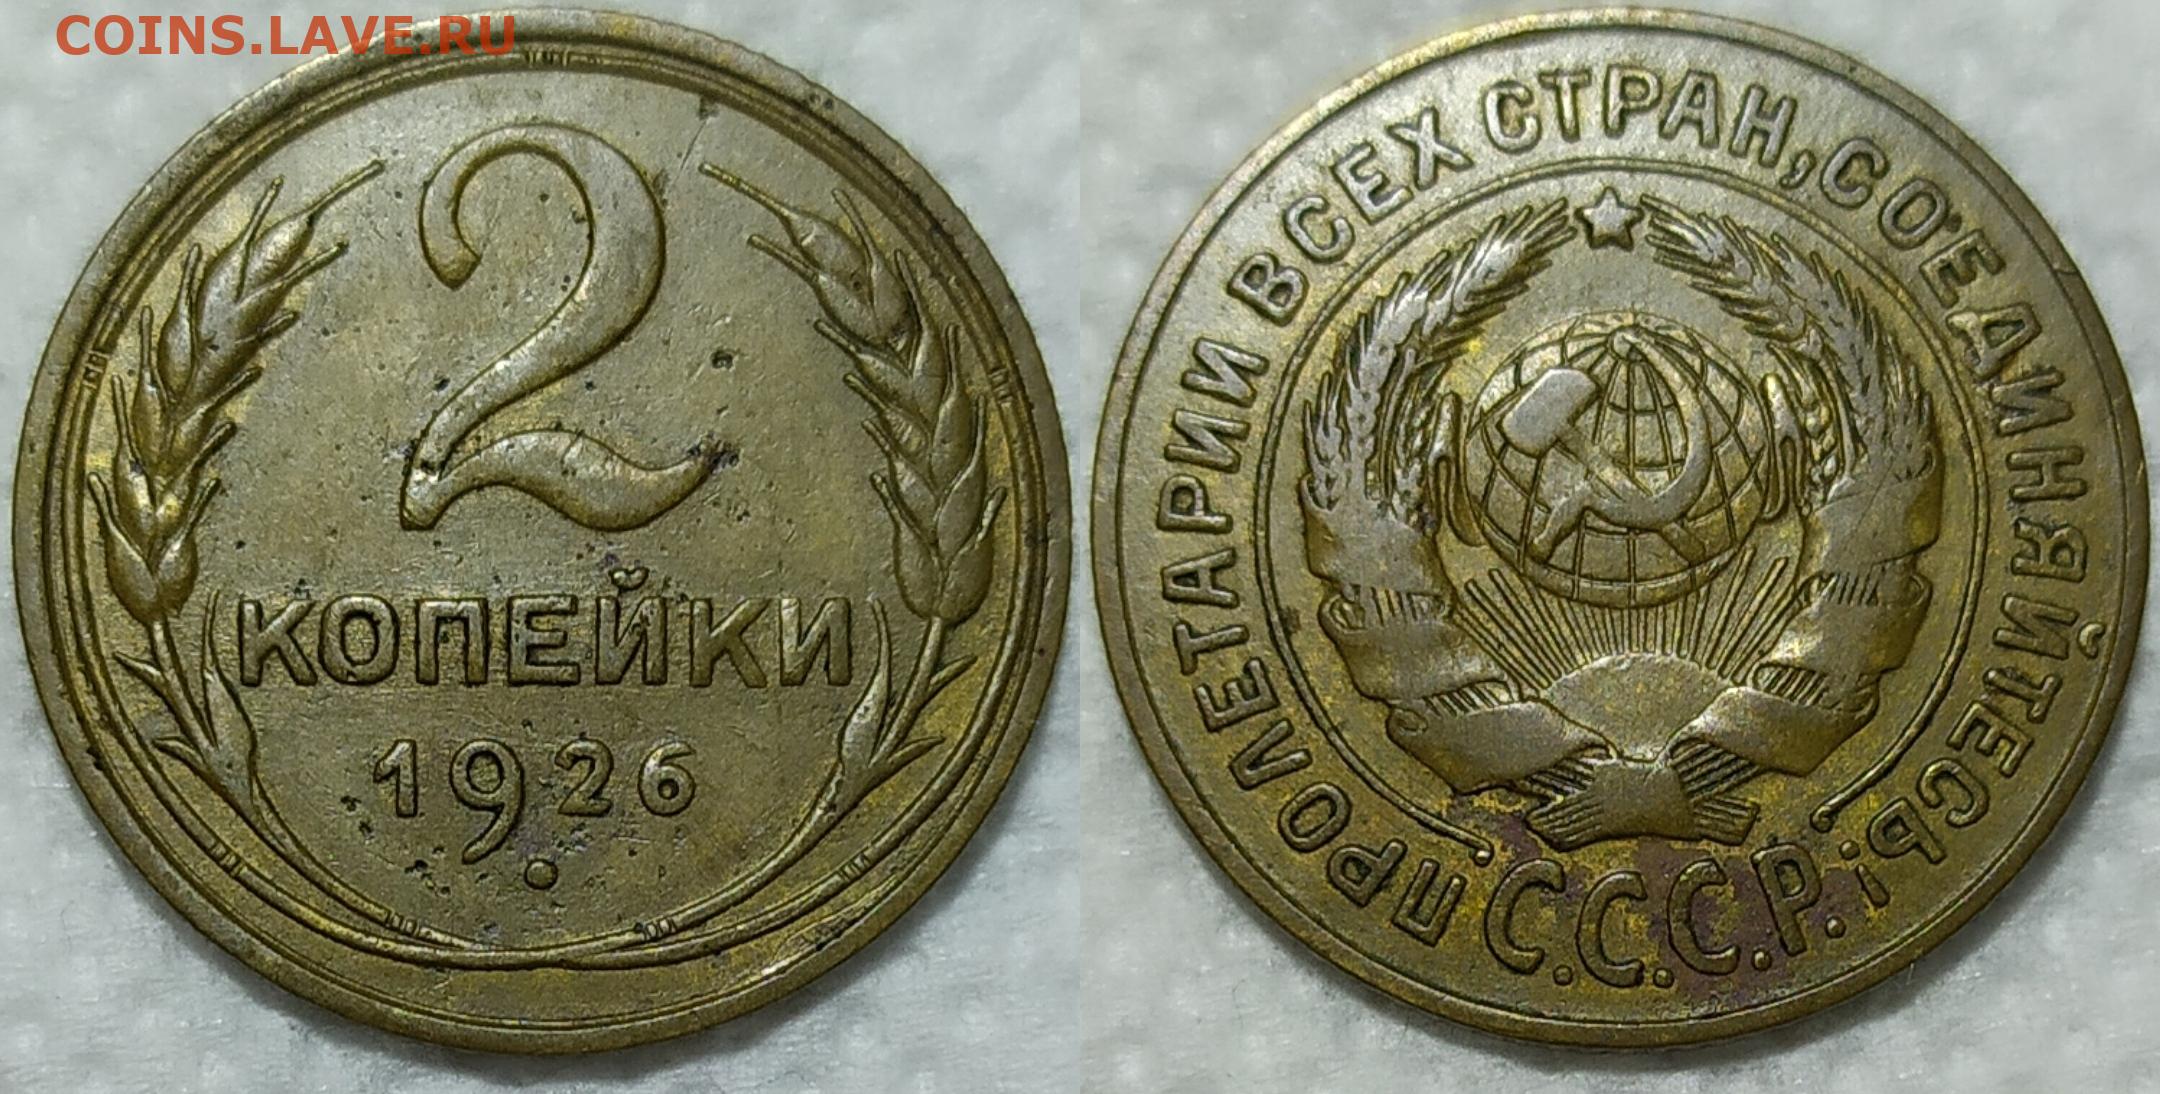 COINS.LAVE.RU
2
КОПЕЙКИ
1926
ПРОЛЕТАРИИ ВСЕХ СТРАН, СОЕДИНЯЙТЕСЬ!
С.С.С.Р.